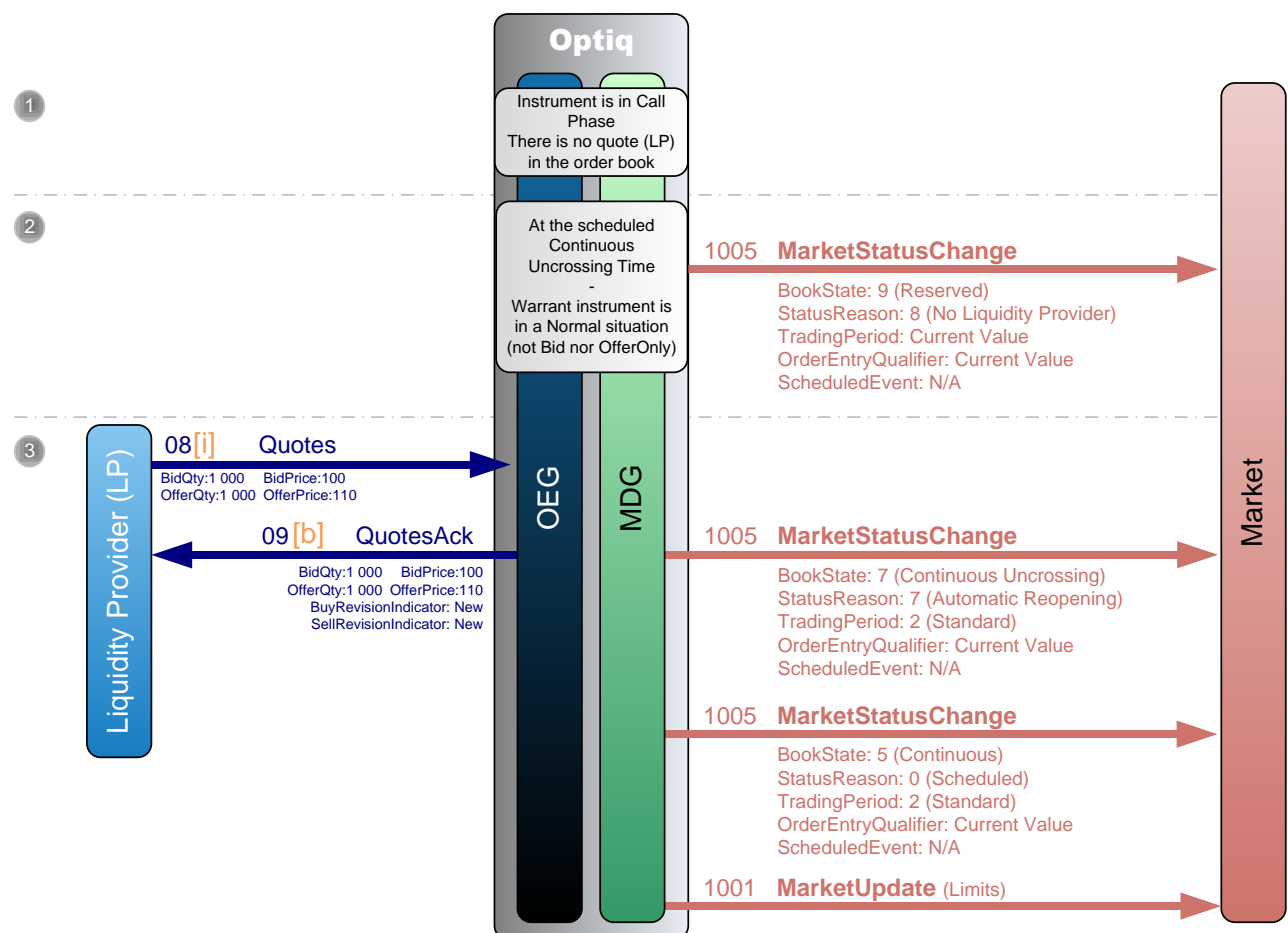 Optiq
1
Instrument is in Call
Phase
There is no quote (LP)
in the order book
2
At the scheduled
Continuous
Uncrossing Time
-
Warrant instrument is
in a Normal situation
(not Bid nor OfferOnly)
1005 MarketStatusChange
BookState: 9 (Reserved)
StatusReason: 8 (No Liquidity Provider)
TradingPeriod: Current Value
OrderEntryQualifier: Current Value
ScheduledEvent: N/A
3
Liquidity Provider (LP)
08 [i] Quotes
BidQty:1 000 BidPrice:100
OfferQty:1 000 OfferPrice:110
09 [b] QuotesAck
BidQty:1 000 BidPrice:100
OfferQty:1 000 OfferPrice:110
BuyRevisionIndicator: New
SellRevisionIndicator: New
OEG
MDG
1005 MarketStatusChange
BookState: 7 (Continuous Uncrossing)
StatusReason: 7 (Automatic Reopening)
TradingPeriod: 2 (Standard)
OrderEntryQualifier: Current Value
ScheduledEvent: N/A
1005 MarketStatusChange
BookState: 5 (Continuous)
StatusReason: 0 (Scheduled)
TradingPeriod: 2 (Standard)
OrderEntryQualifier: Current Value
ScheduledEvent: N/A
1001 MarketUpdate (Limits)
Market